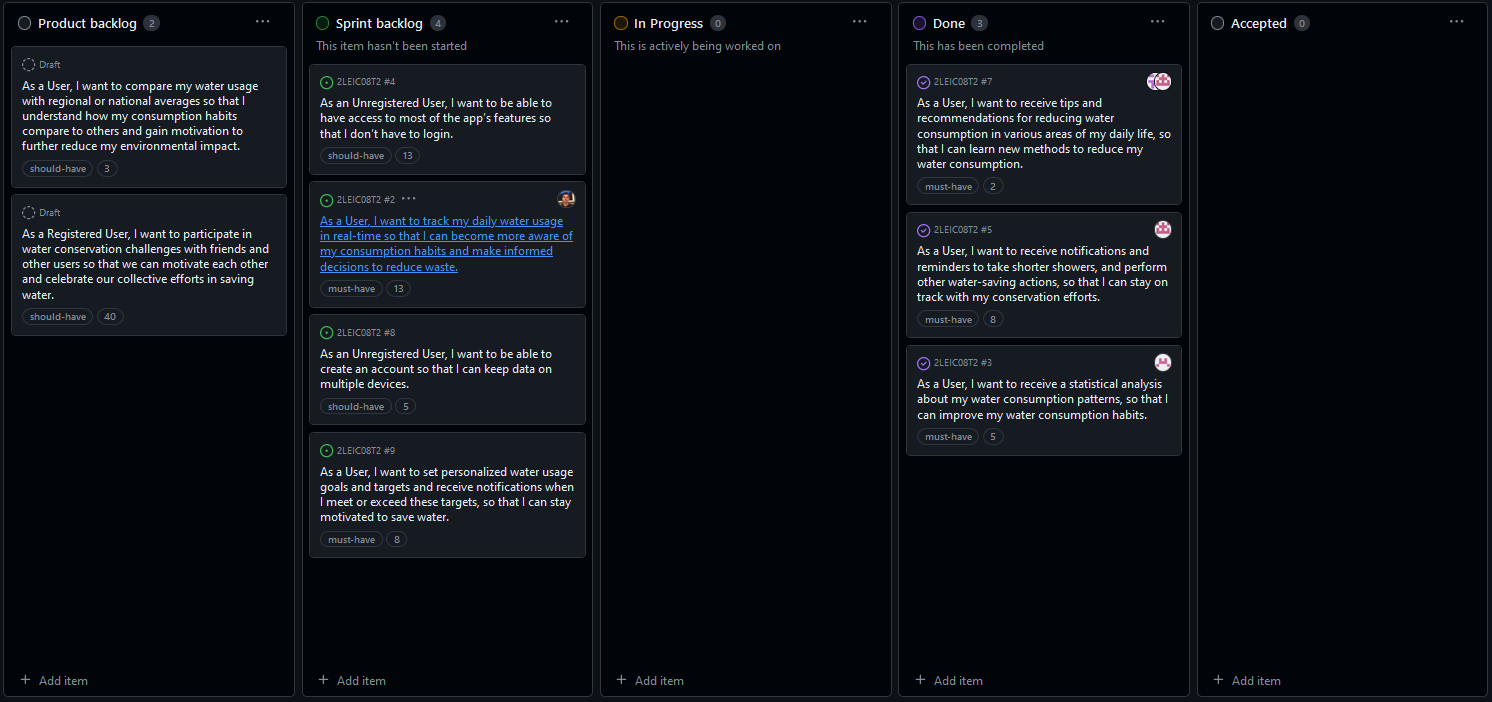 Product backlog 2 ...
Draft
As a User, I want to compare my water usage
with regional or national averages so that I
understand how my consumption habits
compare to others and gain motivation to
further reduce my environmental impact.
should-have 3
Draft
As a Registered User, I want to participate in
water conservation challenges with friends and
other users so that we can motivate each other
and celebrate our collective efforts in saving
water.
should-have 40
+ Add item
Sprint backlog 4 ...
This item hasn't been started
2LEIC08T2 #4
As an Unregistered User, I want to be able to
have access to most of the app's features so
that I don't have to login.
should-have 13
2LEIC08T2 #2 ...
As a User, I want to track my daily water usage
in real-time so that I can become more aware of
my consumption habits and make informed
decisions to reduce waste.
must-have 13
2LEIC08T2 #8
As an Unregistered User, I want to be able to
create an account so that I can keep data on
multiple devices.
should-have 5
2LEIC08T2 #9
As a User, I want to set personalized water usage
goals and targets and receive notifications when
I meet or exceed these targets, so that I can stay
motivated to save water.
must-have 8
+ Add item
In Progress 0 ...
This is actively being worked on
+ Add item
Done 3 ...
This has been completed
2LEIC08T2 #7
As a User, I want to receive tips and
recommendations for reducing water
consumption in various areas of my daily life, so
that I can learn new methods to reduce my
water consumption.
must-have 2
2LEIC08T2 #5
As a User, I want to receive notifications and
reminders to take shorter showers, and perform
other water-saving actions, so that I can stay on
track with my conservation efforts.
must-have 8
2LEIC08T2 #3
As a User, I want to receive a statistical analysis
about my water consumption patterns, so that I
can improve my water consumption habits.
must-have 5
+ Add item
Accepted 0 ...
+ Add item